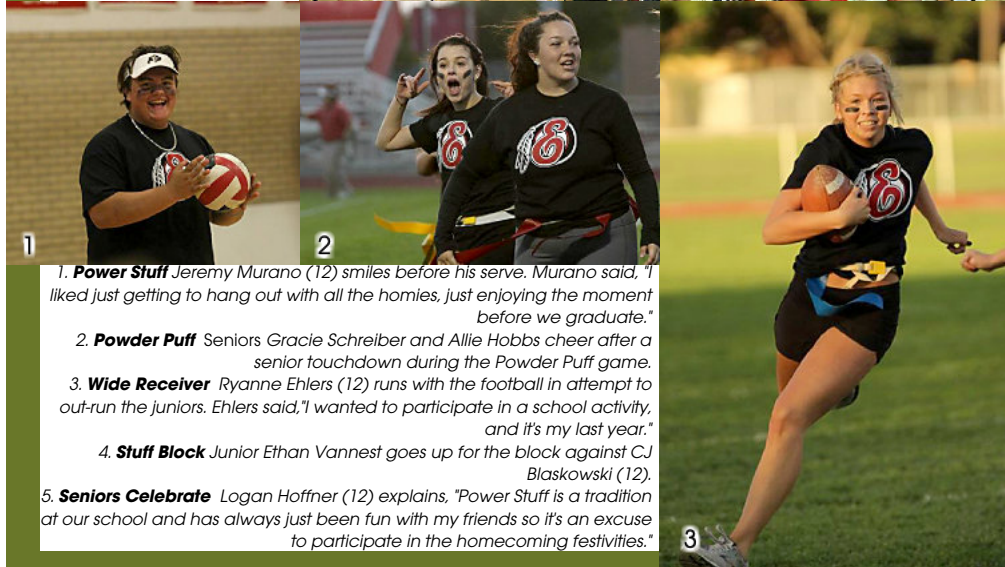 1
2
1. Power Stuff Jeremy Murano (12) smiles before his serve. Murano said, "I
liked just getting to hang out with all the homies, just enjoying the moment
before we graduate."
2. Powder Puff Seniors Gracie Schreiber and Allie Hobbs cheer after a
senior touchdown during the Powder Puff game.
3. Wide Receiver Ryanne Ehlers (12) runs with the football in attempt to
out-run the juniors. Ehlers said,"I wanted to participate in a school activity,
and it's my last year."
4. Stuff Block Junior Ethan Vannest goes up for the block against CJ
Blaskowski (12).
5. Seniors Celebrate Logan Hoffner (12) explains, "Power Stuff is a tradition
at our school and has always just been fun with my friends so it's an excuse
to participate in the homecoming festivities."
3
E
E
E